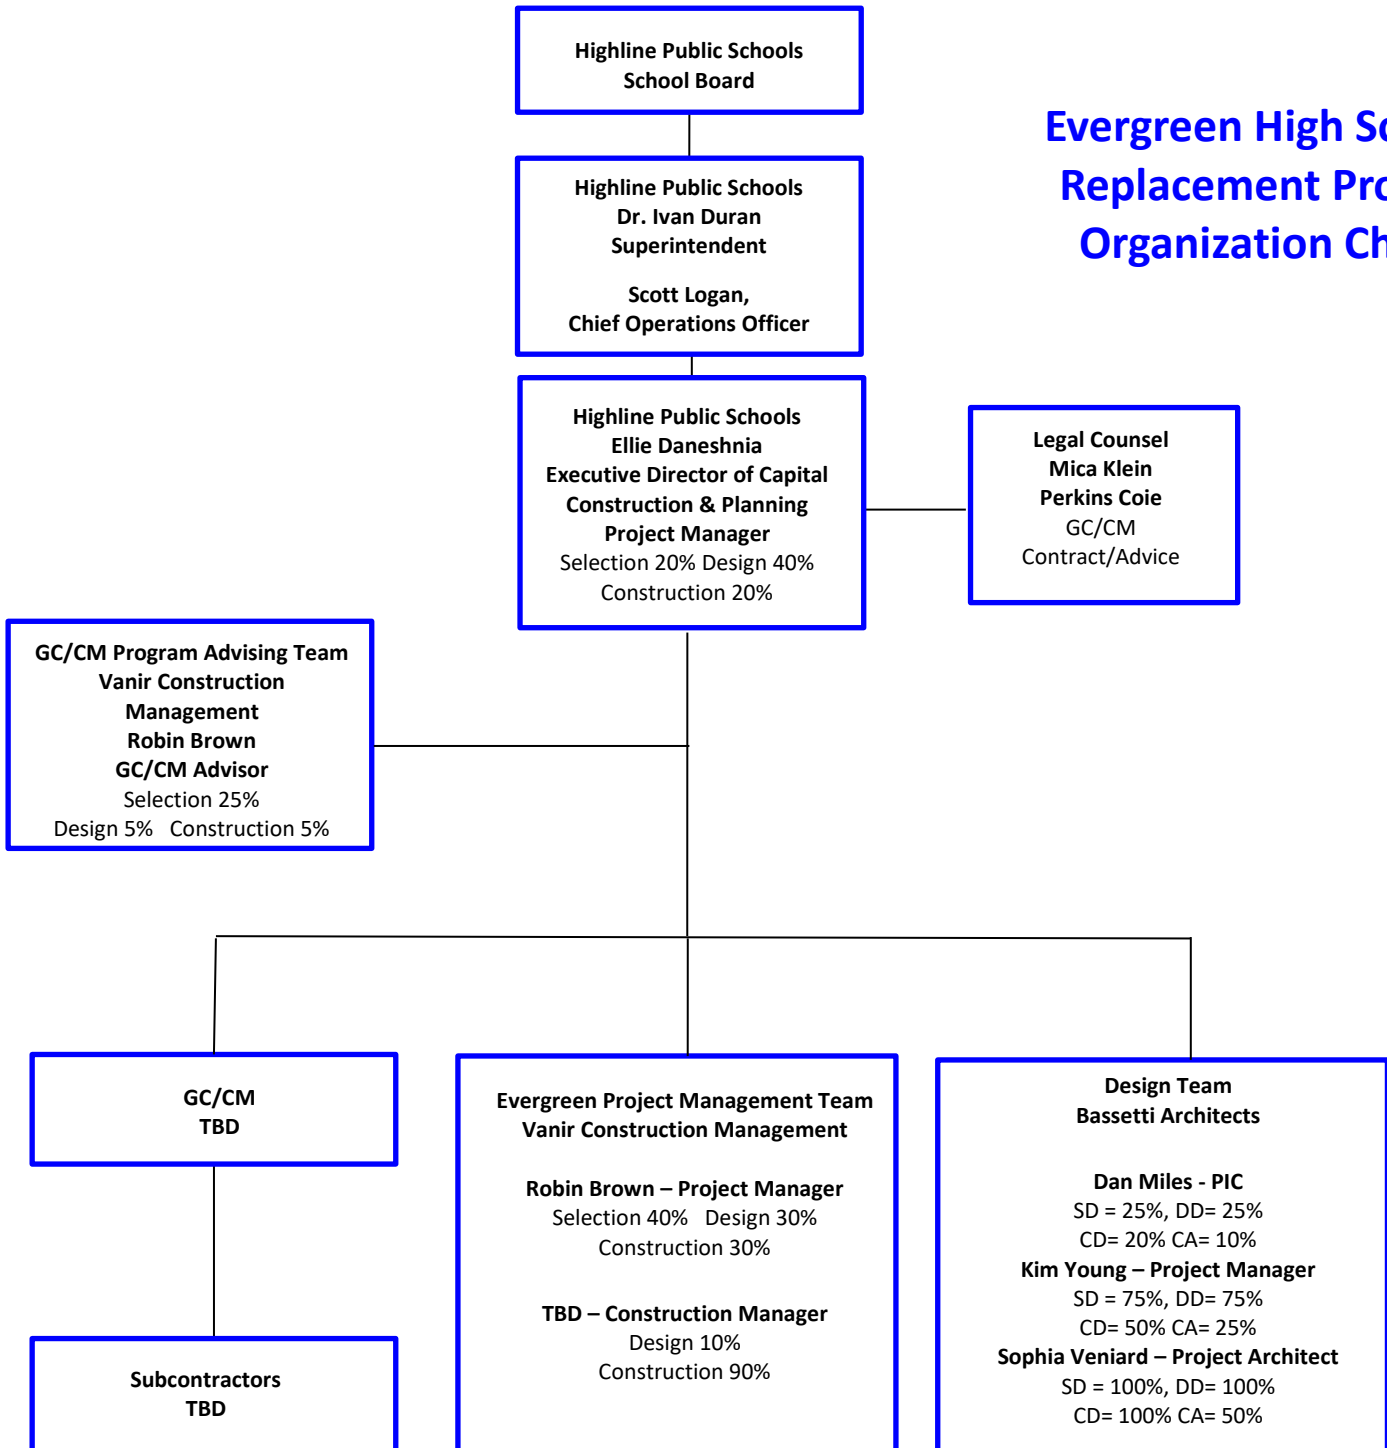 Highline Public Schools
School Board
Evergreen High
Replacement
Organization
Highline Public Schools
Dr. Ivan Duran
Superintendent
Scott Logan,
Chief Operations Officer
Highline Public Schools
Ellie Daneshnia
Executive Director of Capital
Construction & Planning
Project Manager
Selection 20% Design 40%
Construction 20%
Legal Counsel
Mica Klein
Perkins Coie
GC/CM
Contract/Advice
GC/CM Program Advising Team
Vanir Construction
Management
Robin Brown
GC/CM Advisor
Selection 25%
Design 5% Construction 5%
GC/CM
TBD
Subcontractors
TBD
Evergreen Project Management Team
Vanir Construction Management
Robin Brown – Project Manager
Selection 40% Design 30%
Construction 30%
TBD – Construction Manager
Design 10%
Construction 90%
Design Team
Bassetti Architects
Dan Miles - PIC
SD = 25%, DD= 25%
CD= 20% CA= 10%
Kim Young – Project Manager
SD = 75%, DD= 75%
CD= 50% CA= 25%
Sophia Veniard – Project Architect
SD = 100%, DD= 100%
CD= 100% CA= 50%